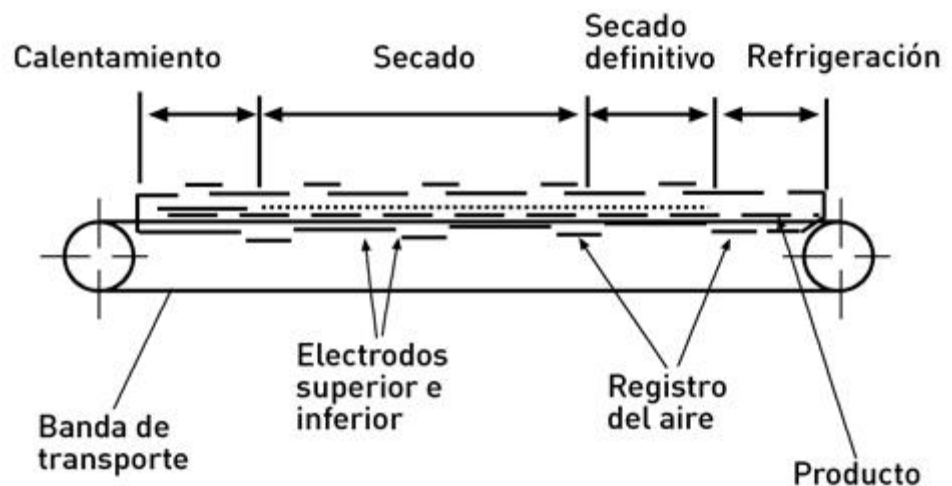 Calentamiento
Secado
Secado
definitivo
Refrigeración
Electrodos
superior e
inferior
Registro
del aire
Banda de
transporte
Producto